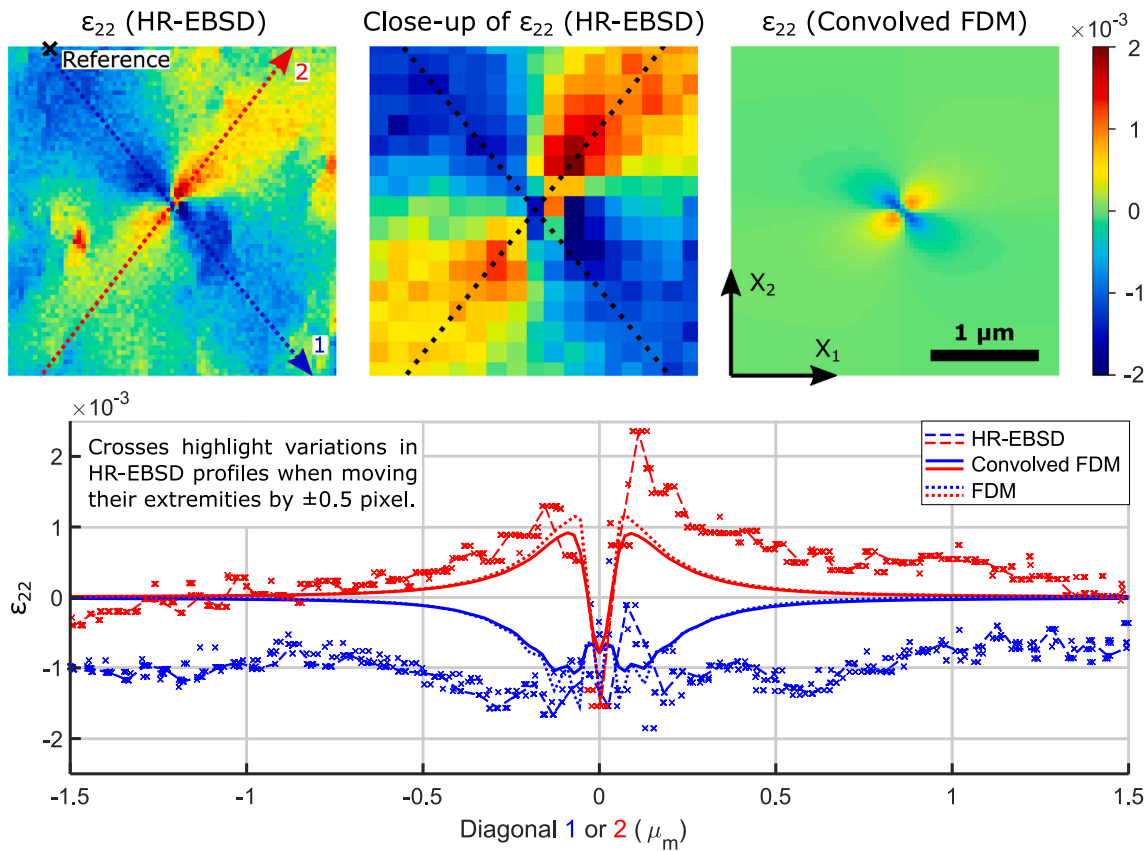 ε22 (HR-EBSD)
Close-up of ε22 (HR-EBSD)
ε22 (Convolved FDM)
×10-3
Reference
2
1
X2
X1
1 µm
2
1
0
-1
-2
×10-3
Crosses highlight variations in
HR-EBSD profiles when moving
their extremities by ±0.5 pixel.
HR-EBSD
Convolved FDM
FDM
2
1
0
-1
-2
ε22
-1.5
-1
-0.5
0
0.5
1
1.5
Diagonal 1 or 2 (μm)